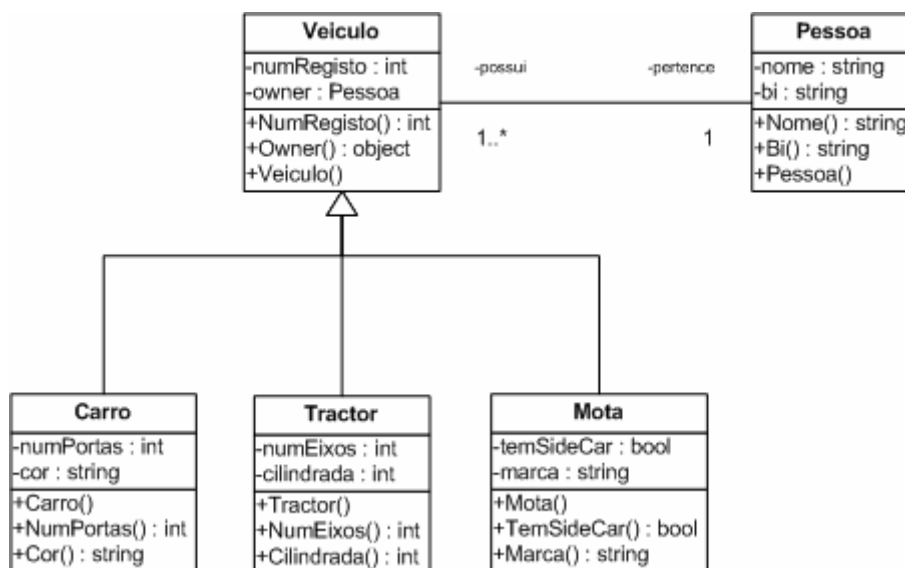 Veiculo
-numRegisto : int
-owner : Pessoa
+NumRegisto() : int
+Owner() : object
+Veiculo()
-possui
-pertence
1..*
1
Pessoa
-nome : string
-bi : string
+Nome() : string
+Bi() : string
+Pessoa()
Carro
-numPortas : int
-cor : string
+Carro()
+NumPortas() : int
+Cor() : string
Tractor
-numEixos : int
-cilindrada : int
+Tractor()
+NumEixos() : int
+Cilindrada() : int
Mota
-temSideCar : bool
-marca : string
+Mota()
+TemSideCar() : bool
+Marca() : string